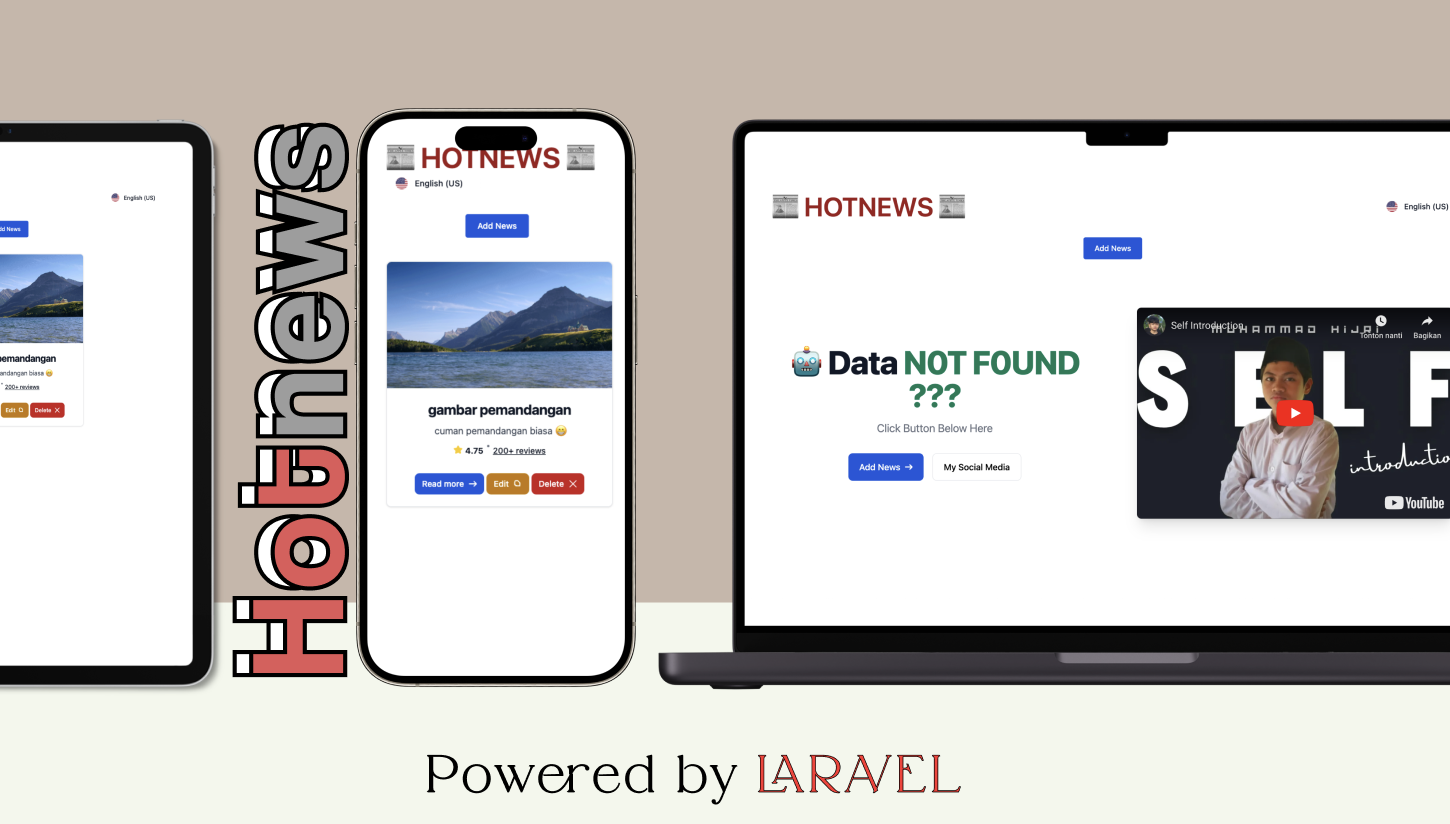 English (US)
dd News
pemandangan
andangan biasa 😁
200+ reviews
Edit
Delete
Hotnews
HOTNEWS
English (US)
Add News
gambar pemandangan
cuman pemandangan biasa 😁
4.75 * 200+ reviews
Read more →
Edit
Delete
HOTNEWS
English (US)
Add News
🤖 Data NOT FOUND
???
Click Button Below Here
Add News →
My Social Media
Self Introduction
MUHAMMAD HIJRI
Tonton nanti
Bagikan
SELF
introductio
YouTube
Powered by LARAVEL